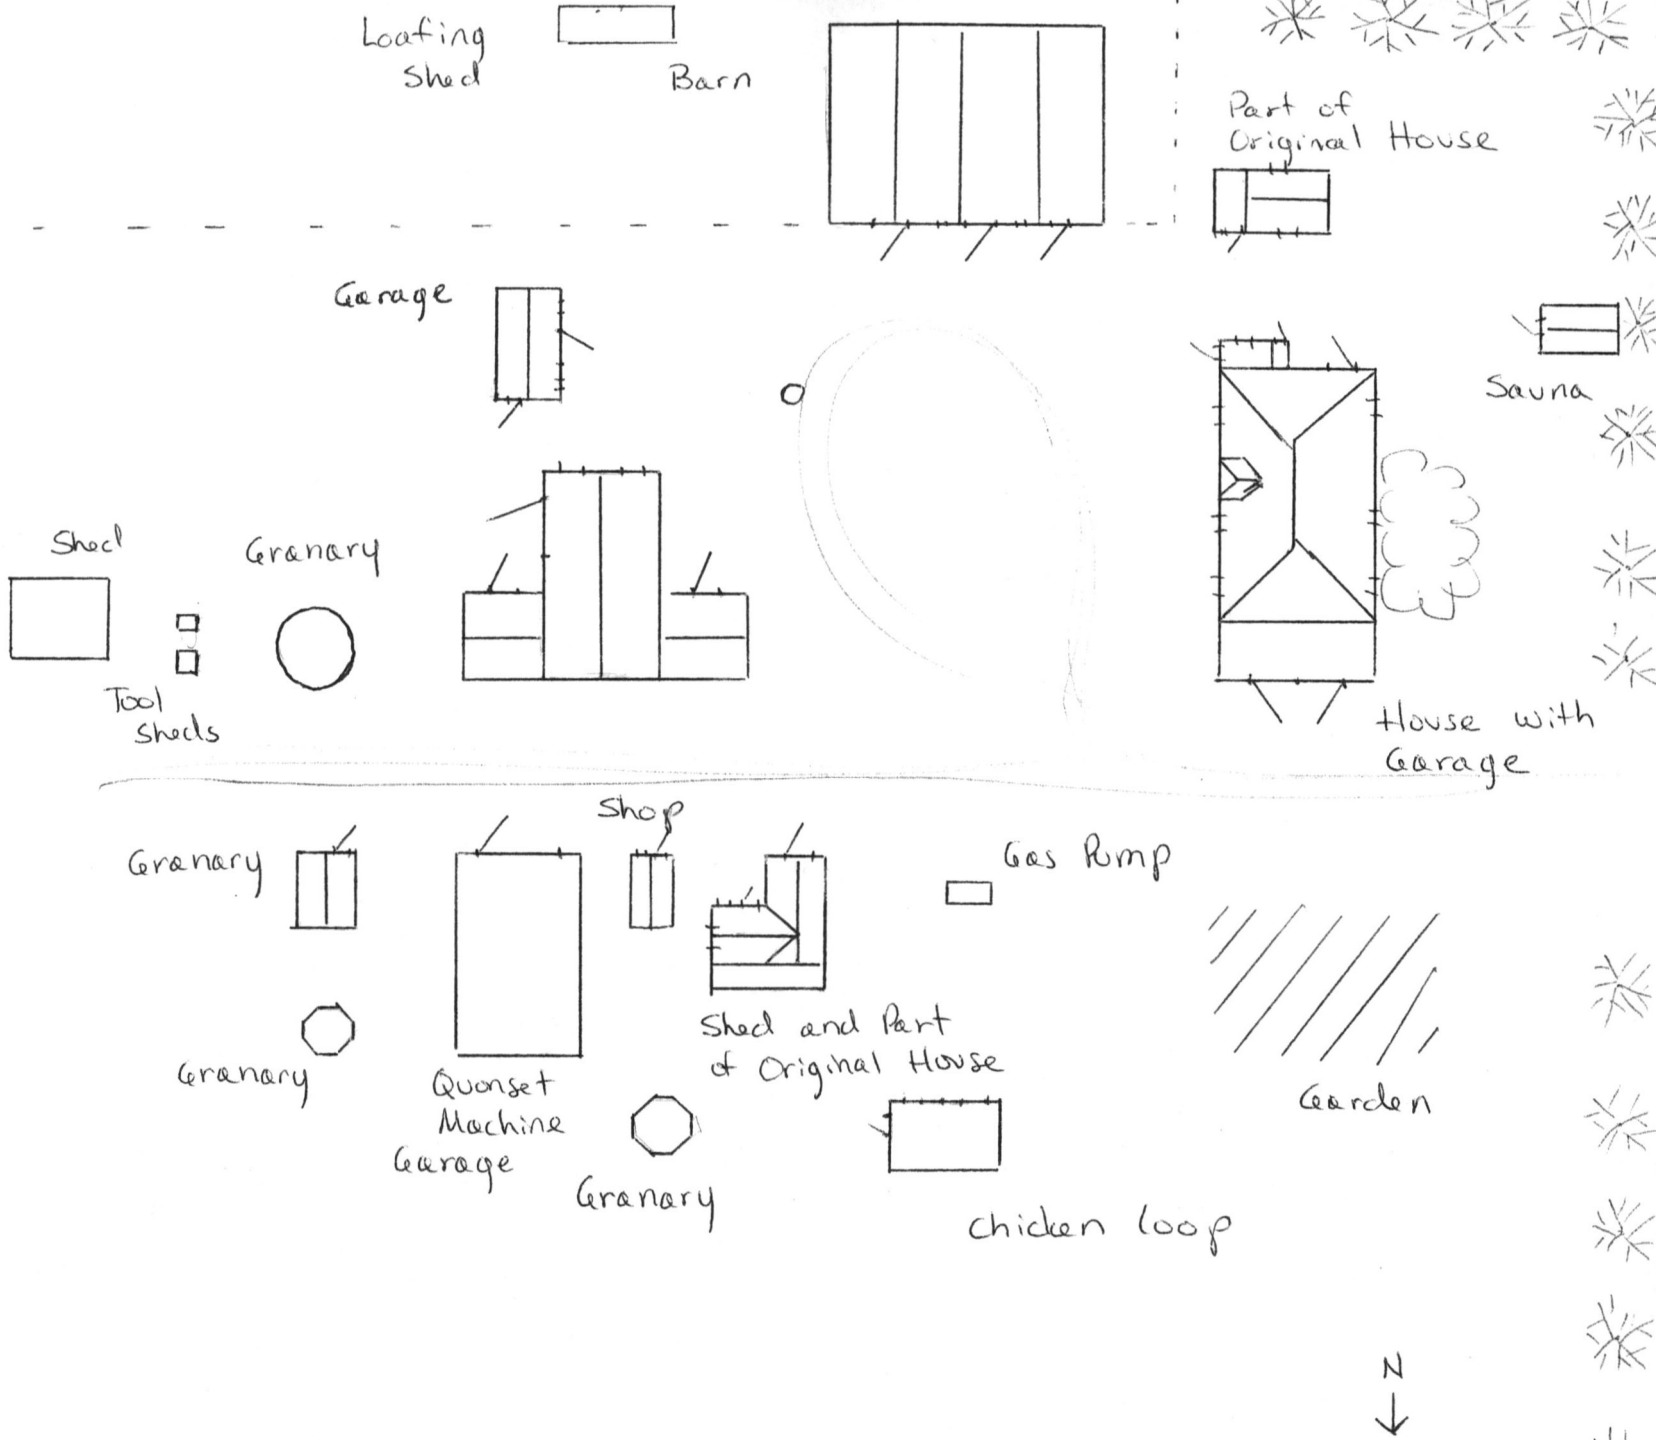 Loafing
Shed
Barn
Part of
Original House
Garage
Sauna
Shed
Granary
Tool
Sheds
House with
Garage
Shop
Granary
Gas Pump
Shed and Part
of Original House
Granary
Quonset
Machine
Garage
Granary
Garden
Chicken Coop
N